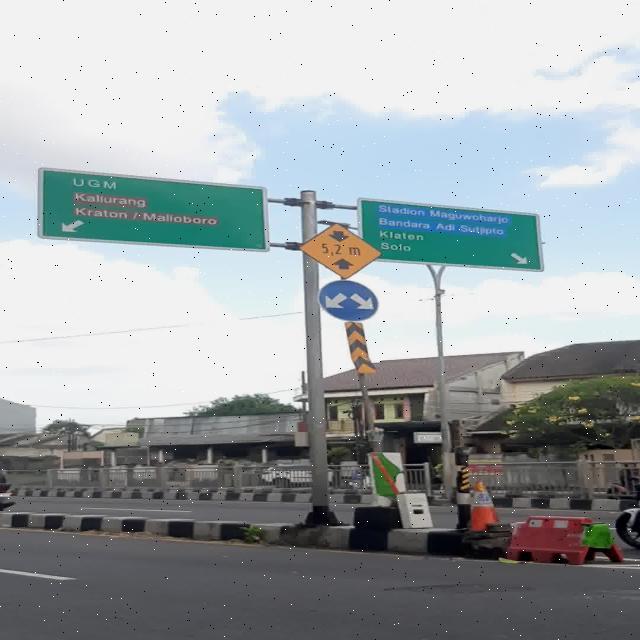 UGM
Kaliurang
Kraton / Malioboro
Stadion Maguwoharjo
Bandara Adi Sutjipto
Klaten
Solo
5,2 m